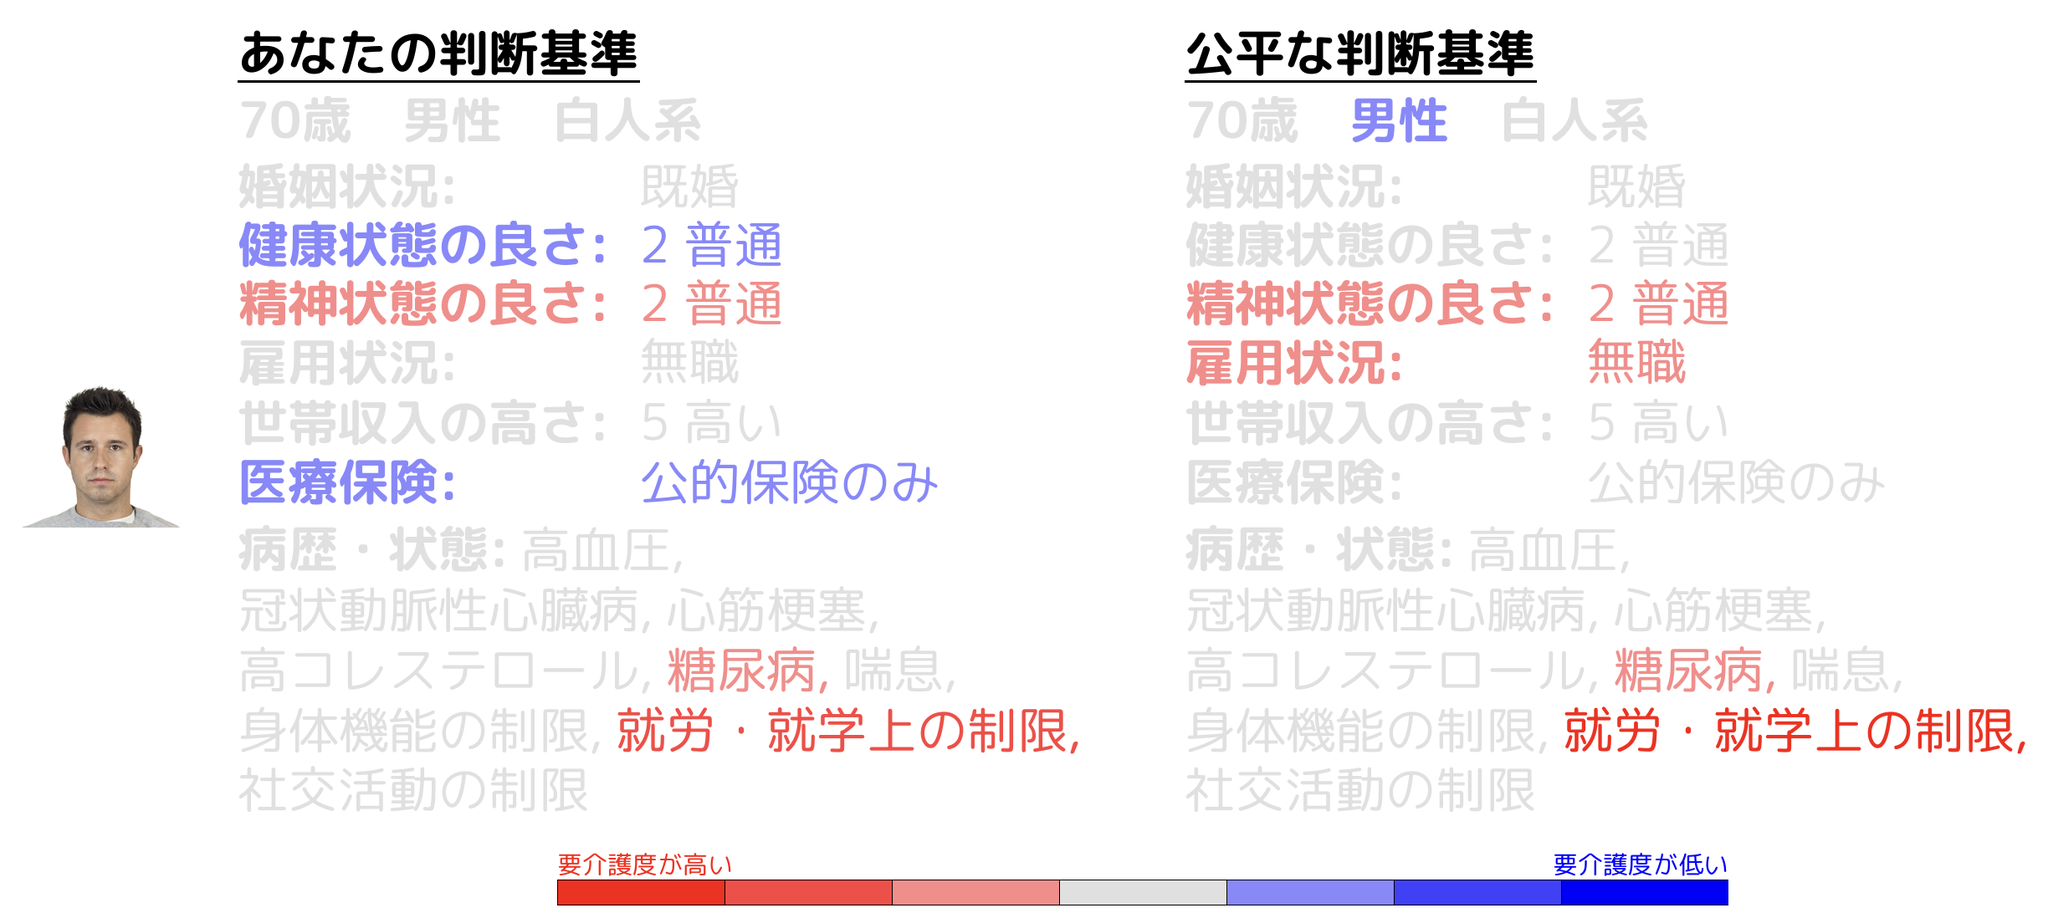 あなたの判断基準
70歳 男性 白人系
婚姻状況: 既婚
健康状態の良さ: 2 普通
精神状態の良さ: 2 普通
雇用状況: 無職
世帯収入の高さ: 5 高い
医療保険: 公的保険のみ
病歴・状態: 高血圧,
冠状動脈性心臓病, 心筋梗塞,
高コレステロール, 糖尿病, 喘息,
身体機能の制限, 就労・就学上の制限,
社交活動の制限
公平な判断基準
70歳 男性 白人系
婚姻状況: 既婚
健康状態の良さ: 2 普通
精神状態の良さ: 2 普通
雇用状況: 無職
世帯収入の高さ: 5 高い
医療保険: 公的保険のみ
病歴・状態: 高血圧,
冠状動脈性心臓病, 心筋梗塞,
高コレステロール, 糖尿病, 喘息,
身体機能の制限, 就労・就学上の制限,
社交活動の制限
要介護度が高い
要介護度が低い